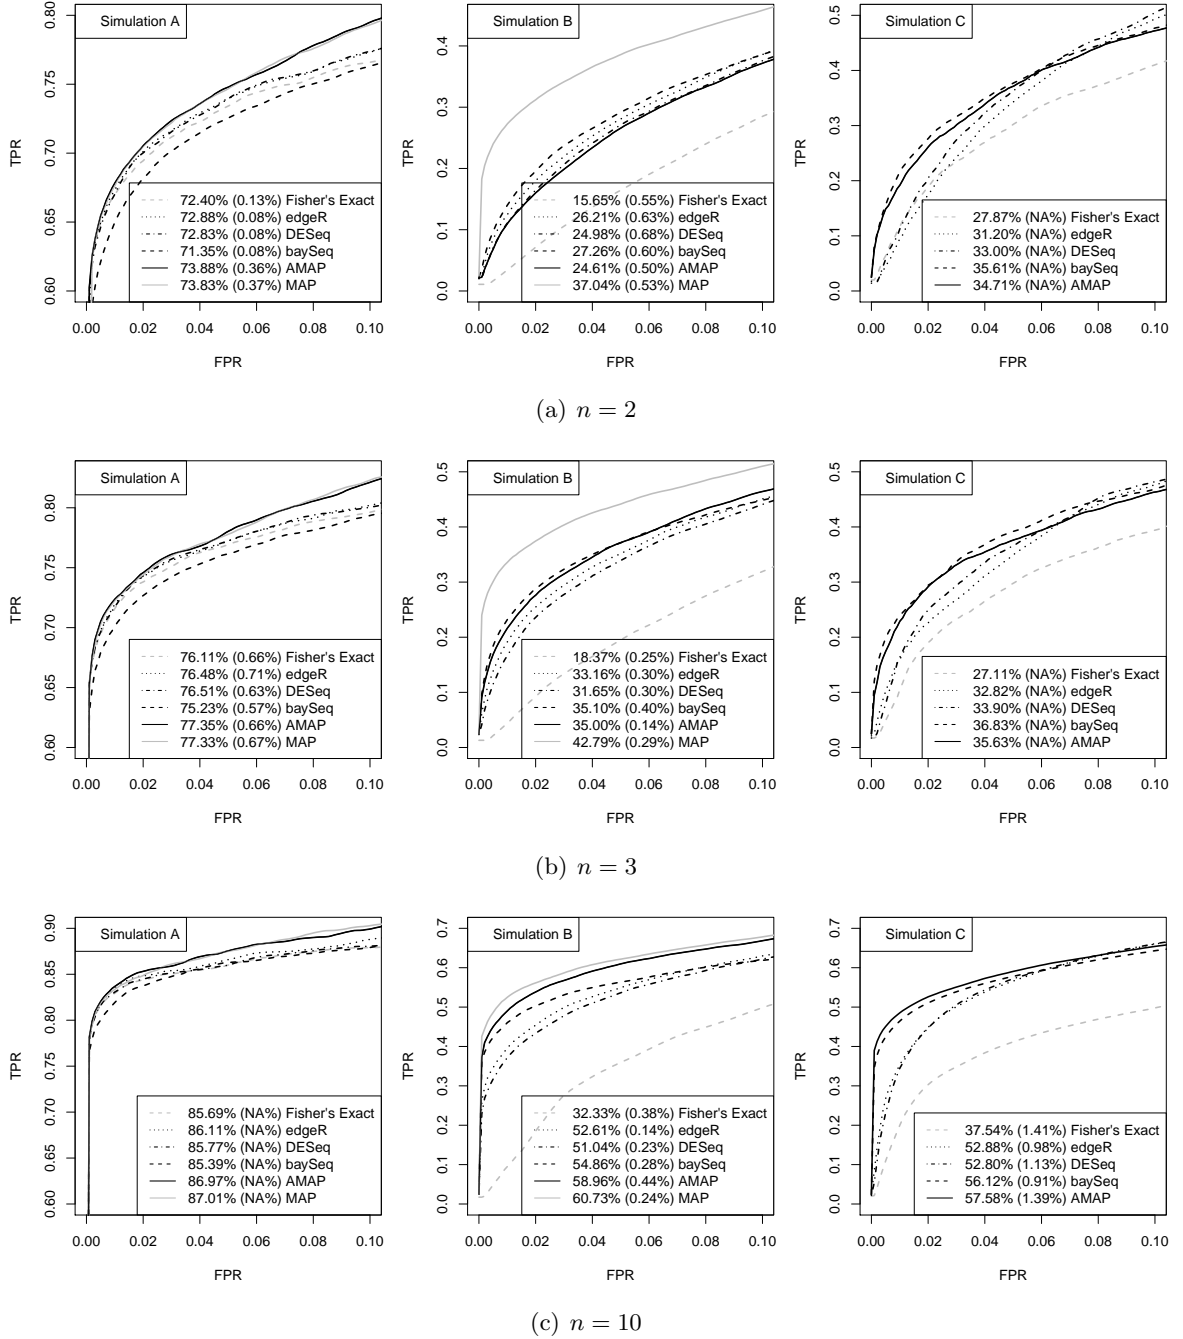 Simulation A
TPR
0.60 0.65 0.70 0.75 0.80
72.40% (0.13%) Fisher's Exact
72.88% (0.08%) edgeR
72.83% (0.08%) DESeq
71.35% (0.08%) baySeq
73.88% (0.36%) AMAP
73.83% (0.37%) MAP
0.00 0.02 0.04 0.06 0.08 0.10
FPR
Simulation B
TPR
0.0 0.1 0.2 0.3 0.4
15.65% (0.55%) Fisher's Exact
26.21% (0.63%) edgeR
24.98% (0.68%) DESeq
27.26% (0.60%) baySeq
24.61% (0.50%) AMAP
37.04% (0.53%) MAP
0.00 0.02 0.04 0.06 0.08 0.10
FPR
Simulation C
TPR
0.0 0.1 0.2 0.3 0.4 0.5
27.87% (NA%) Fisher's Exact
31.20% (NA%) edgeR
33.00% (NA%) DESeq
35.61% (NA%) baySeq
34.71% (NA%) AMAP
0.00 0.02 0.04 0.06 0.08 0.10
FPR
(a) n = 2
Simulation A
TPR
0.60 0.65 0.70 0.75 0.80
76.11% (0.66%) Fisher's Exact
76.48% (0.71%) edgeR
76.51% (0.63%) DESeq
75.23% (0.57%) baySeq
77.35% (0.66%) AMAP
77.33% (0.67%) MAP
0.00 0.02 0.04 0.06 0.08 0.10
FPR
Simulation B
TPR
0.0 0.1 0.2 0.3 0.4 0.5
18.37% (0.25%) Fisher's Exact
33.16% (0.30%) edgeR
31.65% (0.30%) DESeq
35.10% (0.40%) baySeq
35.00% (0.14%) AMAP
42.79% (0.29%) MAP
0.00 0.02 0.04 0.06 0.08 0.10
FPR
Simulation C
TPR
0.0 0.1 0.2 0.3 0.4 0.5
27.11% (NA%) Fisher's Exact
32.82% (NA%) edgeR
33.90% (NA%) DESeq
36.83% (NA%) baySeq
35.63% (NA%) AMAP
0.00 0.02 0.04 0.06 0.08 0.10
FPR
(b) n = 3
Simulation A
TPR
0.60 0.65 0.70 0.75 0.80 0.85 0.90
85.69% (NA%) Fisher's Exact
86.11% (NA%) edgeR
85.77% (NA%) DESeq
85.39% (NA%) baySeq
86.97% (NA%) AMAP
87.01% (NA%) MAP
0.00 0.02 0.04 0.06 0.08 0.10
FPR
Simulation B
TPR
0.0 0.1 0.2 0.3 0.4 0.5 0.6 0.7
32.33% (0.38%) Fisher's Exact
52.61% (0.14%) edgeR
51.04% (0.23%) DESeq
54.86% (0.28%) baySeq
58.96% (0.44%) AMAP
60.73% (0.24%) MAP
0.00 0.02 0.04 0.06 0.08 0.10
FPR
Simulation C
TPR
0.0 0.1 0.2 0.3 0.4 0.5 0.6 0.7
37.54% (1.41%) Fisher's Exact
52.88% (0.98%) edgeR
52.80% (1.13%) DESeq
56.12% (0.91%) baySeq
57.58% (1.39%) AMAP
0.00 0.02 0.04 0.06 0.08 0.10
FPR
(c) n = 10